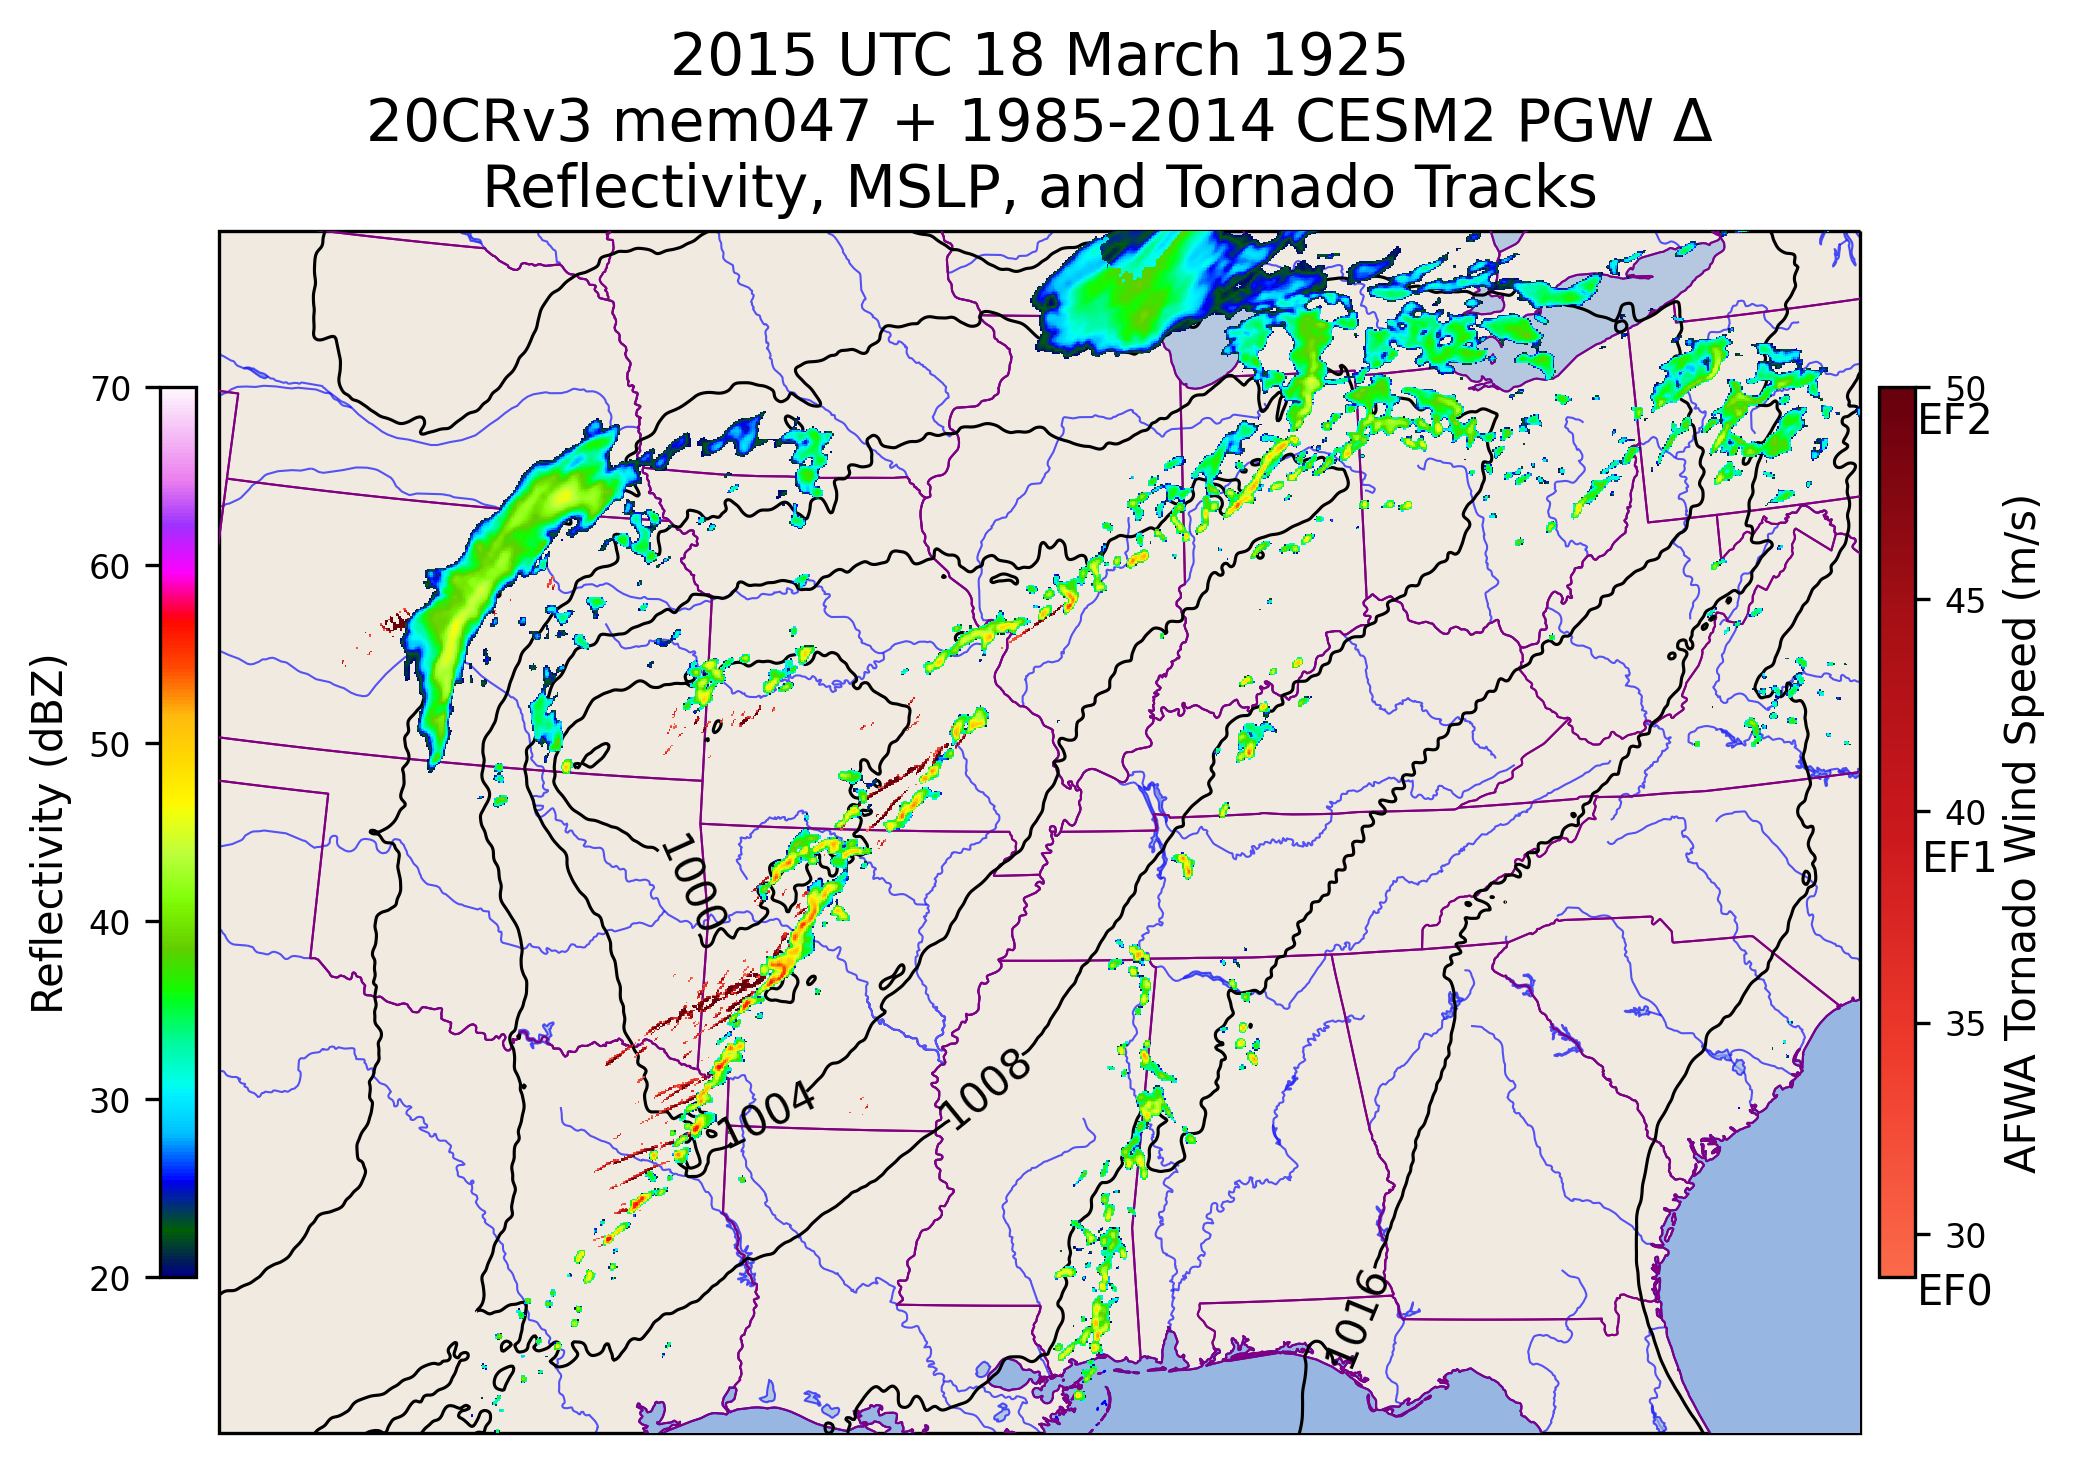 2015 UTC 18 March 1925
20CRv3 mem047 + 1985-2014 CESM2 PGW Δ
Reflectivity, MSLP, and Tornado Tracks
70
60
50
40
30
20
Reflectivity (dBZ)
1000
1004
1008
1016
6
50
EF2
45
40
EF1
35
30
EF0
AFWA Tornado Wind Speed (m/s)